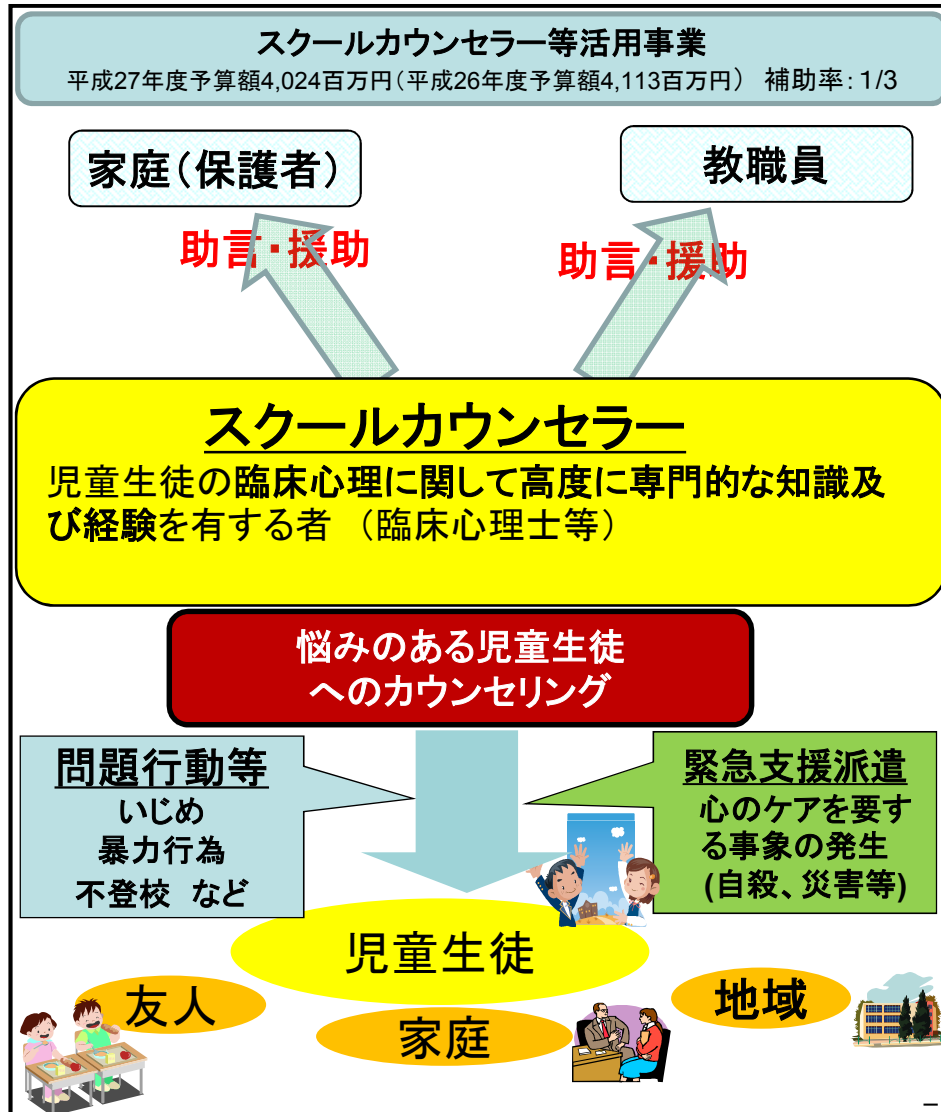 スクールカウンセラー等活用事業
平成27年度予算額4,024百万円(平成26年度予算額4,113百万円) 補助率:1/3
家庭(保護者)
教職員
助言・援助
助言・援助
スクールカウンセラー
児童生徒の臨床心理に関して高度に専門的な知識及
び経験を有する者 (臨床心理士等)
悩みのある児童生徒
へのカウンセリング
問題行動等
いじめ
暴力行為
不登校 など
緊急支援派遣
心のケアを要す
る事象の発生
(自殺、災害等)
児童生徒
友人
家庭
地域